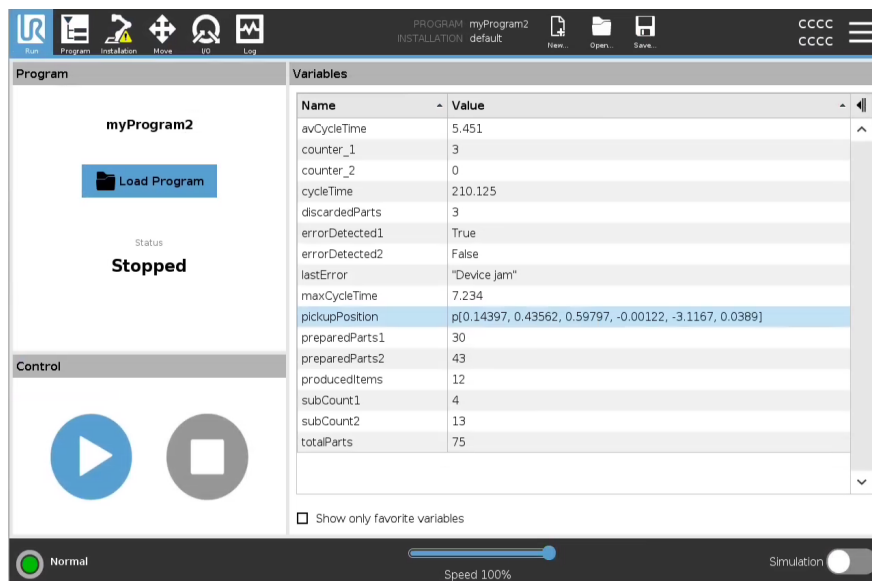 UR
Run
Program
Installation
Move
I/O
Log
PROGRAM myProgram2
INSTALLATION default
New...
Open...
Save...
CCCC
CCCC
Program
myProgram2
Load Program
Status
Stopped
Control
Variables
Name Value
avCycleTime 5.451
counter_1 3
counter_2 0
cycleTime 210.125
discardedParts 3
errorDetected1 True
errorDetected2 False
lastError "Device jam"
maxCycleTime 7.234
pickupPosition p[0.14397, 0.43562, 0.59797, -0.00122, -3.1167, 0.0389]
preparedParts1 30
preparedParts2 43
producedItems 12
subCount1 4
subCount2 13
totalParts 75
Show only favorite variables
Normal
Speed 100%
Simulation